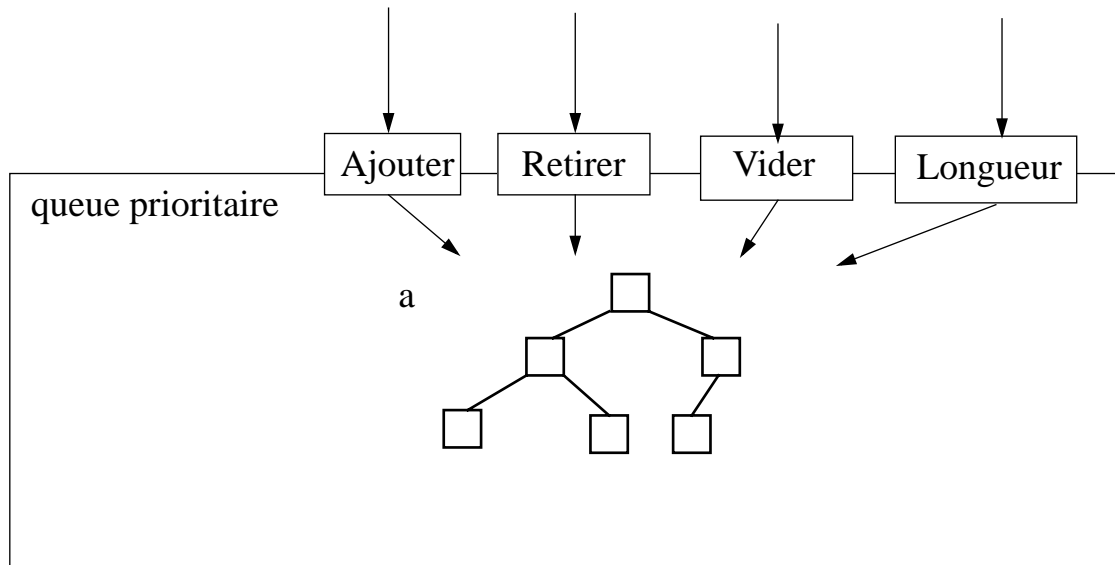 Ajouter
Retirer
Vider
Longueur
queue prioritaire
a